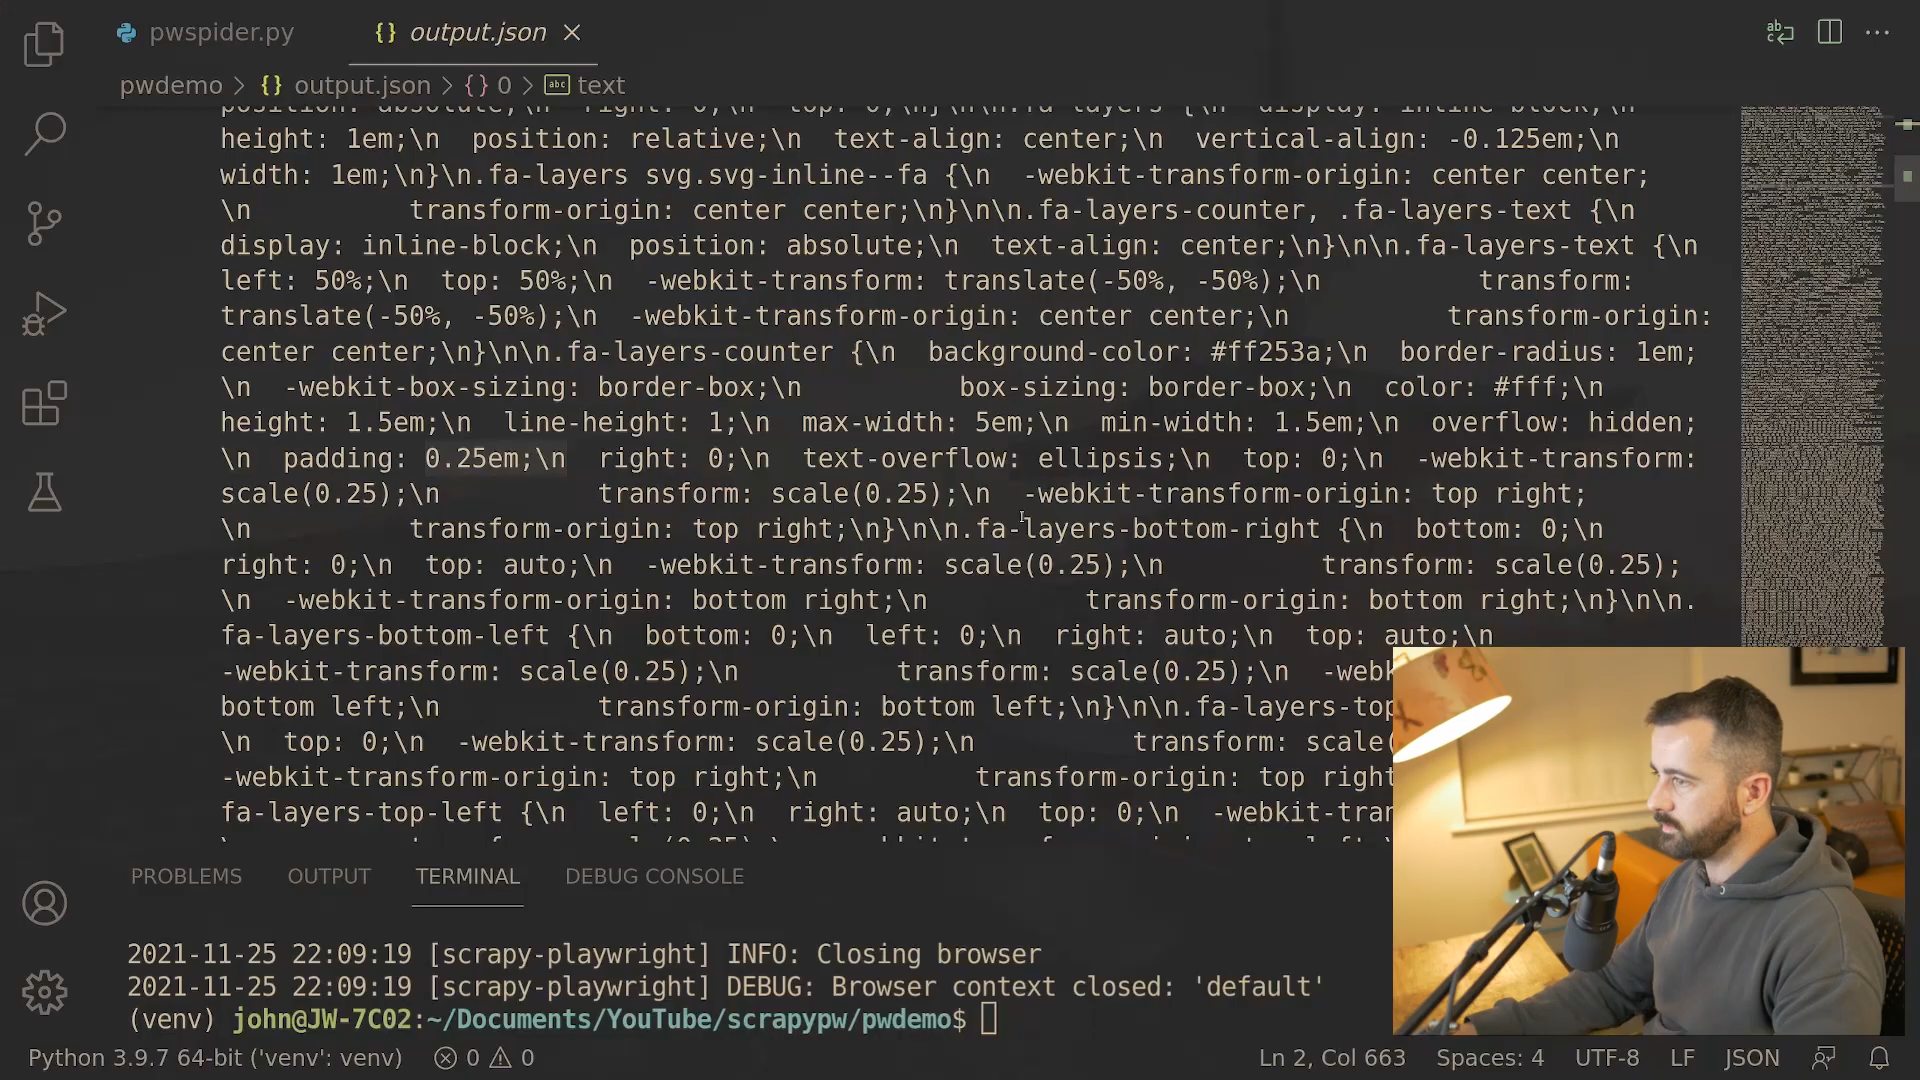 pwspider.py
{} output.json
pwdemo > {} output.json > {} 0 > abc text
height: 1em;\n  position: relative;\n  text-align: center;\n  vertical-align: -0.125em;\n
width: 1em;\n}\n.fa-layers svg.svg-inline--fa {\n  -webkit-transform-origin: center center;
\n          transform-origin: center center;\n}\n\n.fa-layers-counter, .fa-layers-text {\n
display: inline-block;\n  position: absolute;\n  text-align: center;\n}\n\n.fa-layers-text {\n
left: 50%;\n  top: 50%;\n  -webkit-transform: translate(-50%, -50%);\n          transform:
translate(-50%, -50%);\n  -webkit-transform-origin: center center;\n          transform-origin:
center center;\n}\n\n.fa-layers-counter {\n  background-color: #ff253a;\n  border-radius: 1em;
\n  -webkit-box-sizing: border-box;\n          box-sizing: border-box;\n  color: #fff;\n
height: 1.5em;\n  line-height: 1;\n  max-width: 5em;\n  min-width: 1.5em;\n  overflow: hidden;
\n  padding: 0.25em;\n  right: 0;\n  text-overflow: ellipsis;\n  top: 0;\n  -webkit-transform:
scale(0.25);\n          transform: scale(0.25);\n  -webkit-transform-origin: top right;
\n          transform-origin: top right;\n}\n\n.fa-layers-bottom-right {\n  bottom: 0;\n
right: 0;\n  top: auto;\n  -webkit-transform: scale(0.25);\n          transform: scale(0.25);
\n  -webkit-transform-origin: bottom right;\n          transform-origin: bottom right;\n}\n\n.
fa-layers-bottom-left {\n  bottom: 0;\n  left: 0;\n  right: auto;\n  top: auto;\n
-webkit-transform: scale(0.25);\n          transform: scale(0.25);\n  -web
bottom left;\n          transform-origin: bottom left;\n}\n\n.fa-layers-top
\n  top: 0;\n  -webkit-transform: scale(0.25);\n          transform: scale(
-webkit-transform-origin: top right;\n          transform-origin: top right
fa-layers-top-left {\n  left: 0;\n  right: auto;\n  top: 0;\n  -webkit-tran
PROBLEMS OUTPUT TERMINAL DEBUG CONSOLE
2021-11-25 22:09:19 [scrapy-playwright] INFO: Closing browser
2021-11-25 22:09:19 [scrapy-playwright] DEBUG: Browser context closed: 'default'
(venv) john@JW-7C02:~/Documents/YouTube/scrapypw/pwdemo$
Python 3.9.7 64-bit ('venv': venv) 0 0 Ln 2, Col 663 Spaces: 4 UTF-8 LF JSON